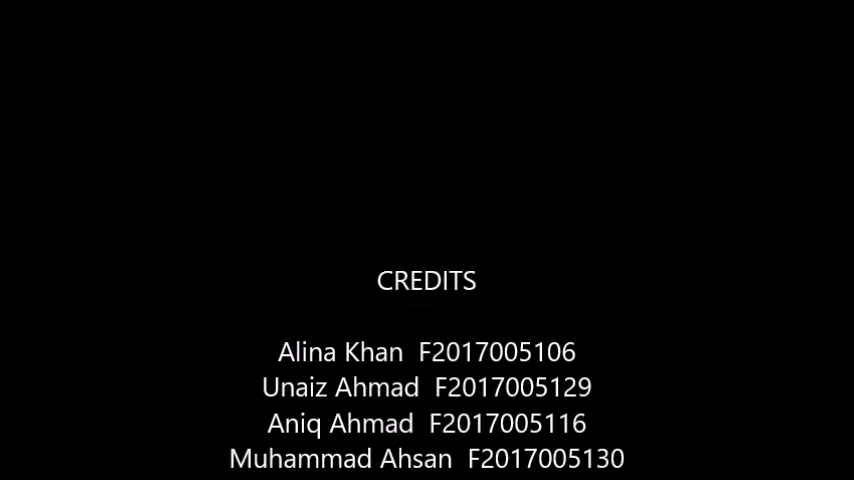 CREDITS
Alina Khan F2017005106
Unaiz Ahmad F2017005129
Aniq Ahmad F2017005116
Muhammad Ahsan F2017005130